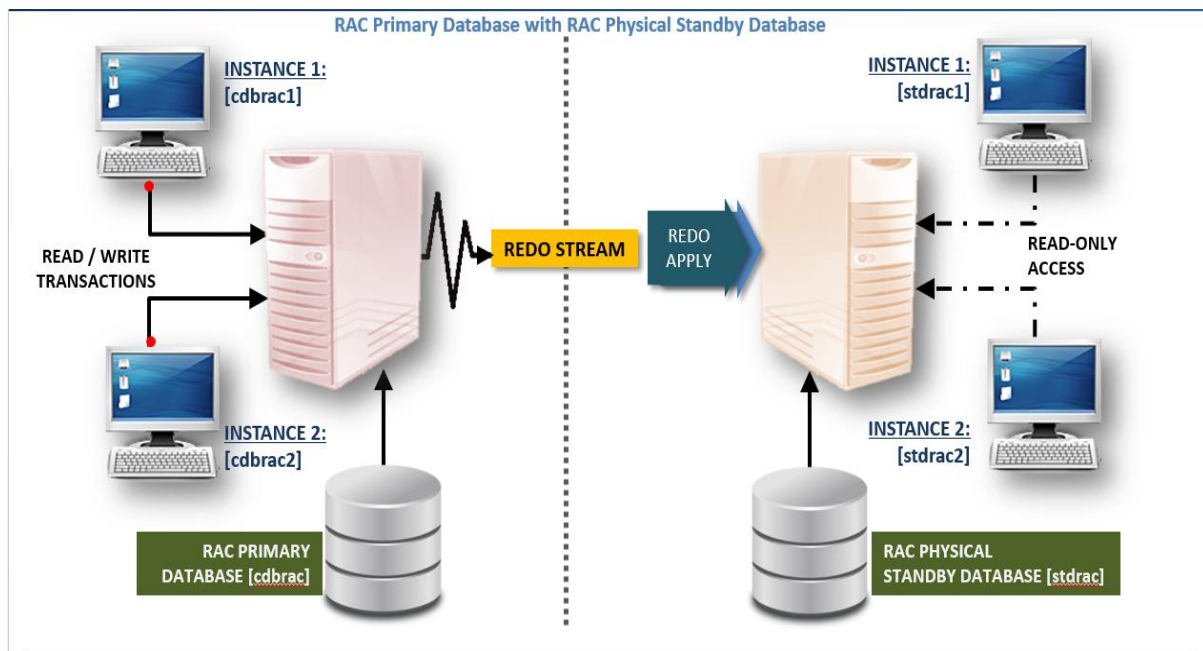 RAC Primary Database with RAC Physical Standby Database
INSTANCE 1:
[cdbrac1]
READ / WRITE
TRANSACTIONS
INSTANCE 2:
[cdbrac2]
RAC PRIMARY
DATABASE [cdbrac]
REDO STREAM
REDO
APPLY
INSTANCE 1:
[stdrac1]
READ-ONLY
ACCESS
INSTANCE 2:
[stdrac2]
RAC PHYSICAL
STANDBY DATABASE [stdrac]